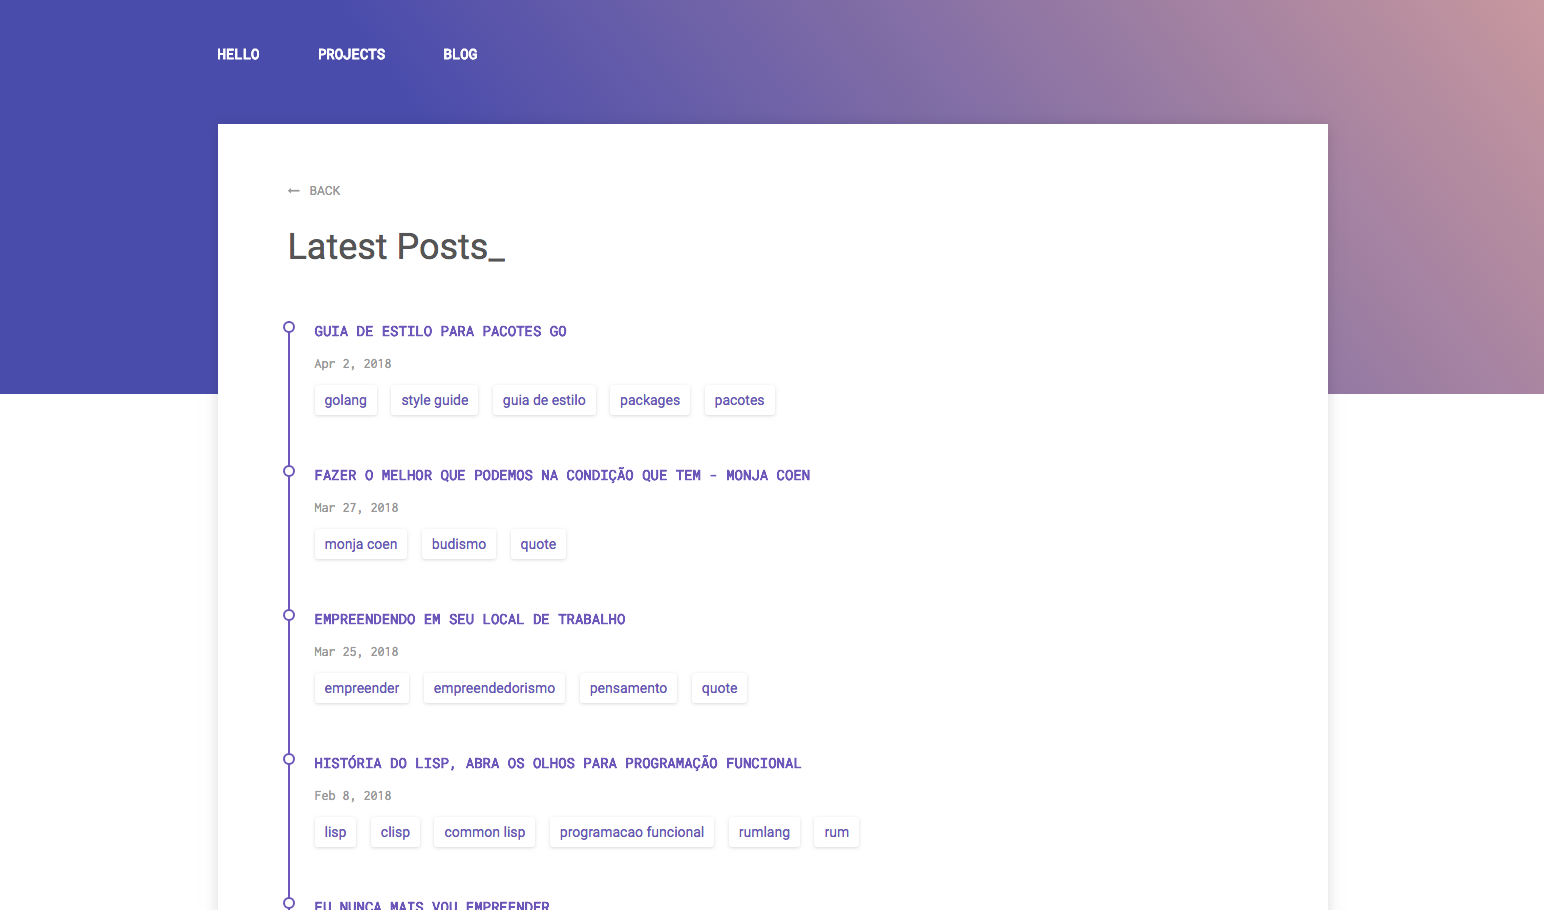 HELLO PROJECTS BLOG
← BACK
Latest Posts_
GUIA DE ESTILO PARA PACOTES GO
Apr 2, 2018
golang style guide guia de estilo packages pacotes
FAZER O MELHOR QUE PODEMOS NA CONDIÇÃO QUE TEM - MONJA COEN
Mar 27, 2018
monja coen budismo quote
EMPREENDENDO EM SEU LOCAL DE TRABALHO
Mar 25, 2018
empreender empreendedorismo pensamento quote
HISTÓRIA DO LISP, ABRA OS OLHOS PARA PROGRAMAÇÃO FUNCIONAL
Feb 8, 2018
lisp clisp common lisp programacao funcional rumlang rum
EU NUNCA MAIS VOU EMPREENDER